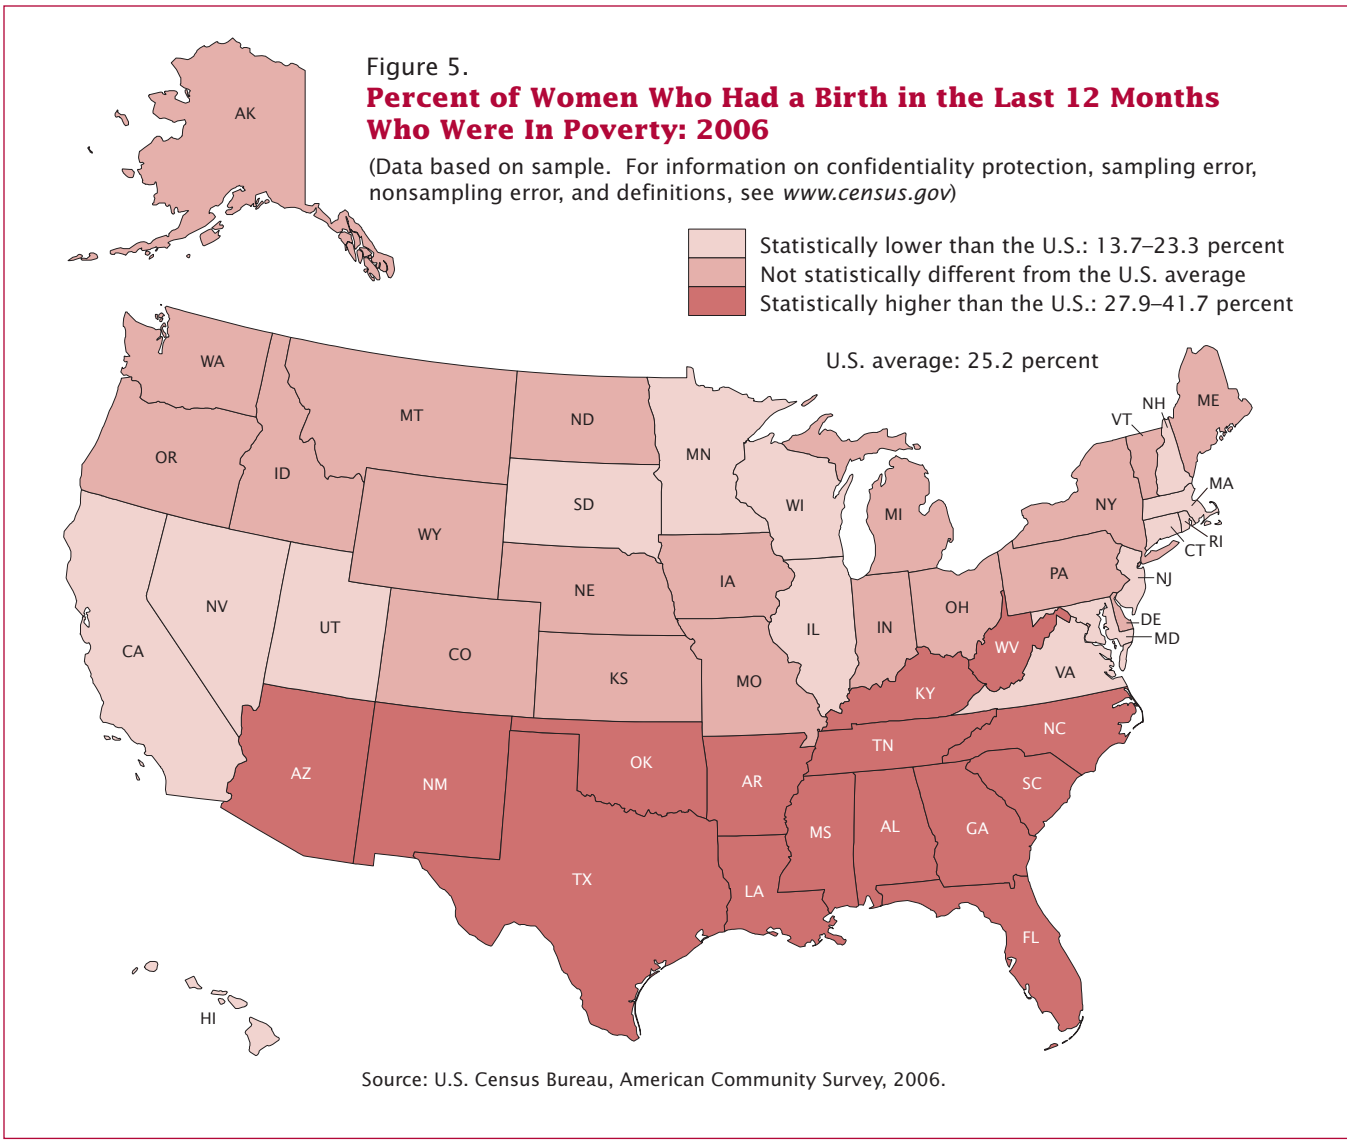 Figure 5.
Percent of Women Who Had a Birth in the Last 12 Months
Who Were In Poverty: 2006
(Data based on sample. For information on confidentiality protection, sampling error,
nonsampling error, and definitions, see www.census.gov)
Statistically lower than the U.S.: 13.7–23.3 percent
Not statistically different from the U.S. average
Statistically higher than the U.S.: 27.9–41.7 percent
U.S. average: 25.2 percent
AK
WA
MT
ND
MN
OR
ID
WY
SD
WI
MI
NY
VT
NH
ME
MA
RI
CT
NJ
DE
MD
PA
CA
NV
UT
CO
NE
IA
KS
MO
IL
IN
OH
WV
VA
KY
AZ
NM
OK
AR
TN
NC
SC
TX
LA
MS
AL
GA
FL
HI
Source: U.S. Census Bureau, American Community Survey, 2006.